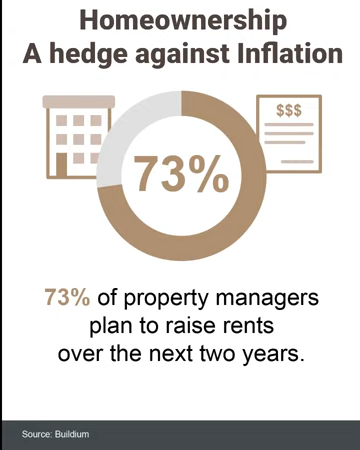 Homeownership
A hedge against Inflation
$$$
73%
73% of property managers
plan to raise rents
over the next two years.
Source: Buildium